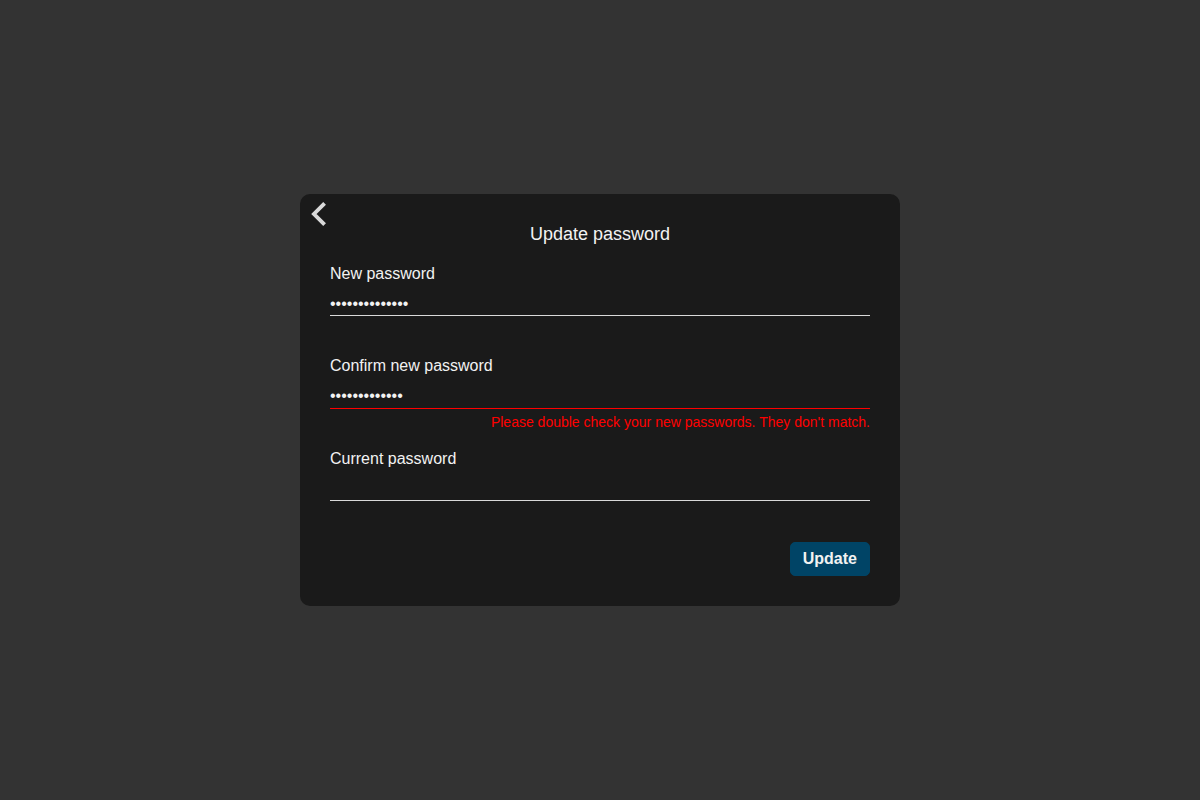 Update password
New password
••••••••••••••
Confirm new password
•••••••••••••
Please double check your new passwords. They don't match.
Current password
Update